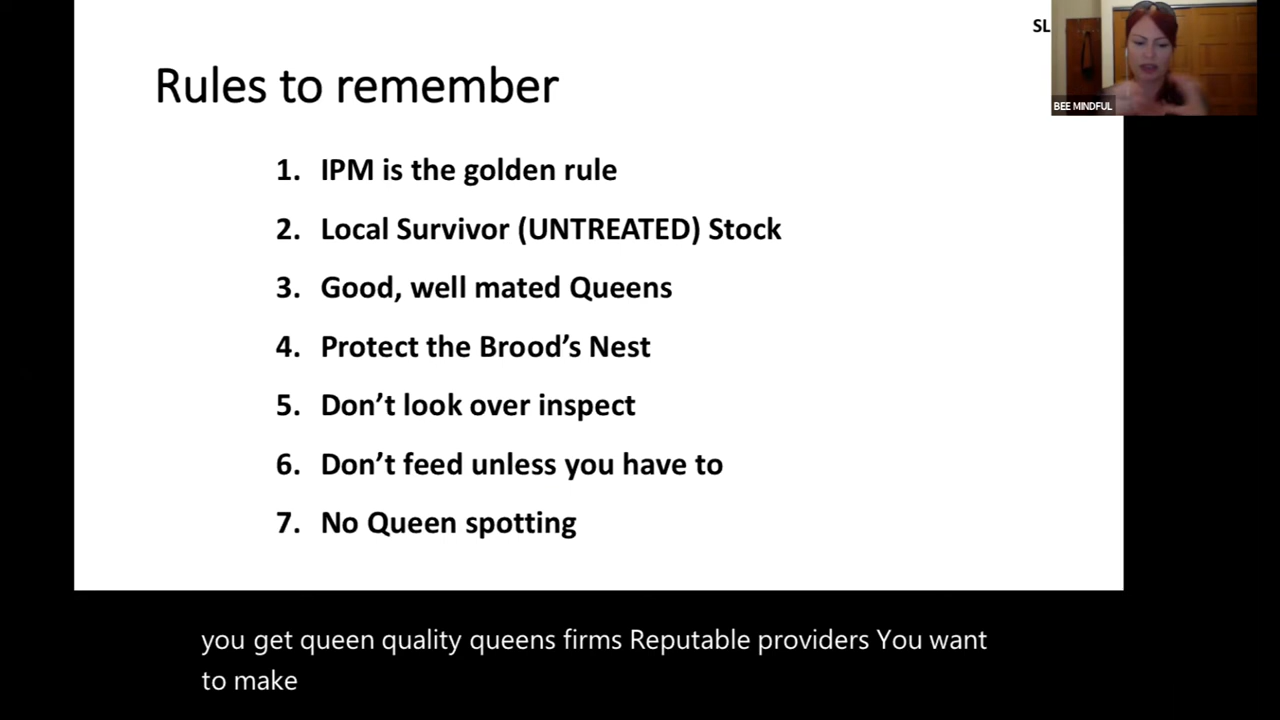 SL
Rules to remember
BEE MINDFUL
1. IPM is the golden rule
2. Local Survivor (UNTREATED) Stock
3. Good, well mated Queens
4. Protect the Brood’s Nest
5. Don’t look over inspect
6. Don’t feed unless you have to
7. No Queen spotting
you get queen quality queens firms Reputable providers You want
to make